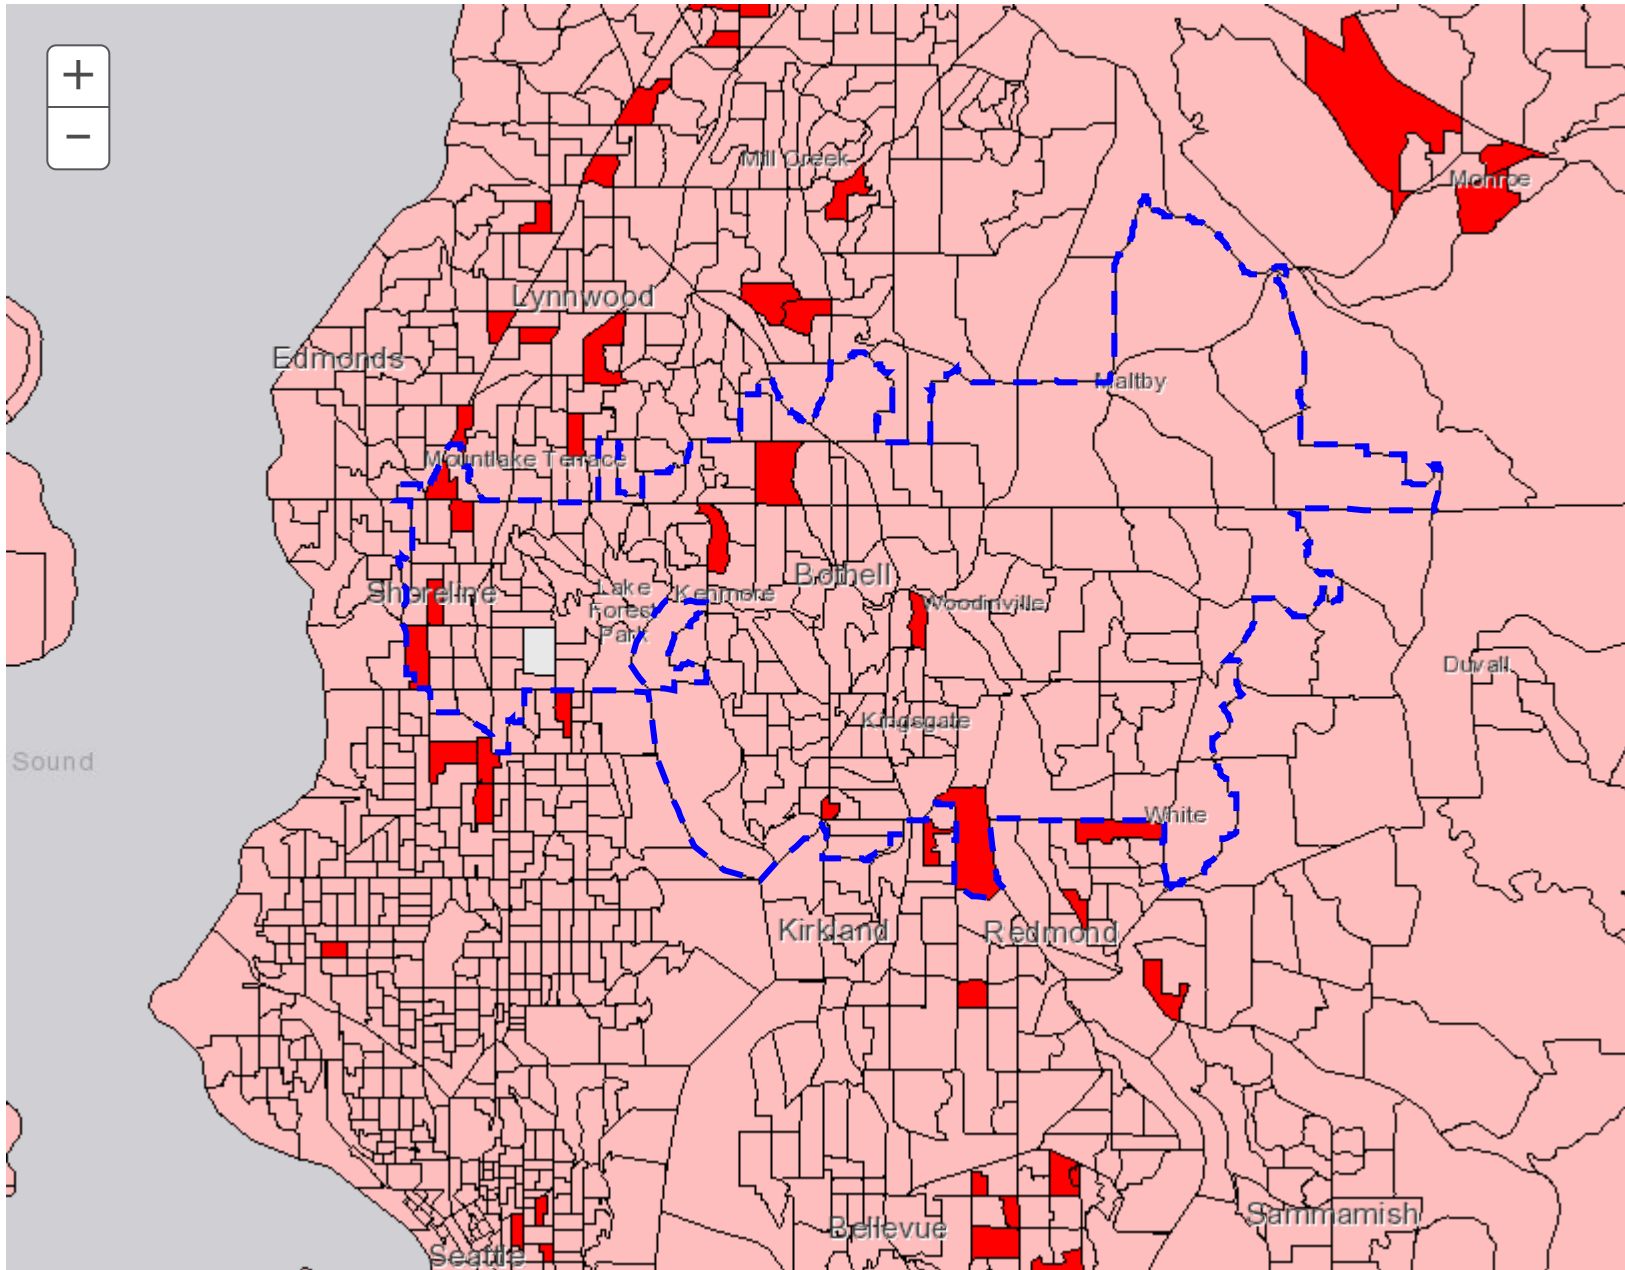 +
Mill Creek
−
Monroe
Lynnwood
Edmonds
Maltby
Mountlake Terrace
Bothell
Shoreline
Lake
Forest
Park
Kenmore
Woodinville
Duvall
Kingsgate
Sound
White
Kirkland
Redmond
Sammamish
Bellevue
Seattle